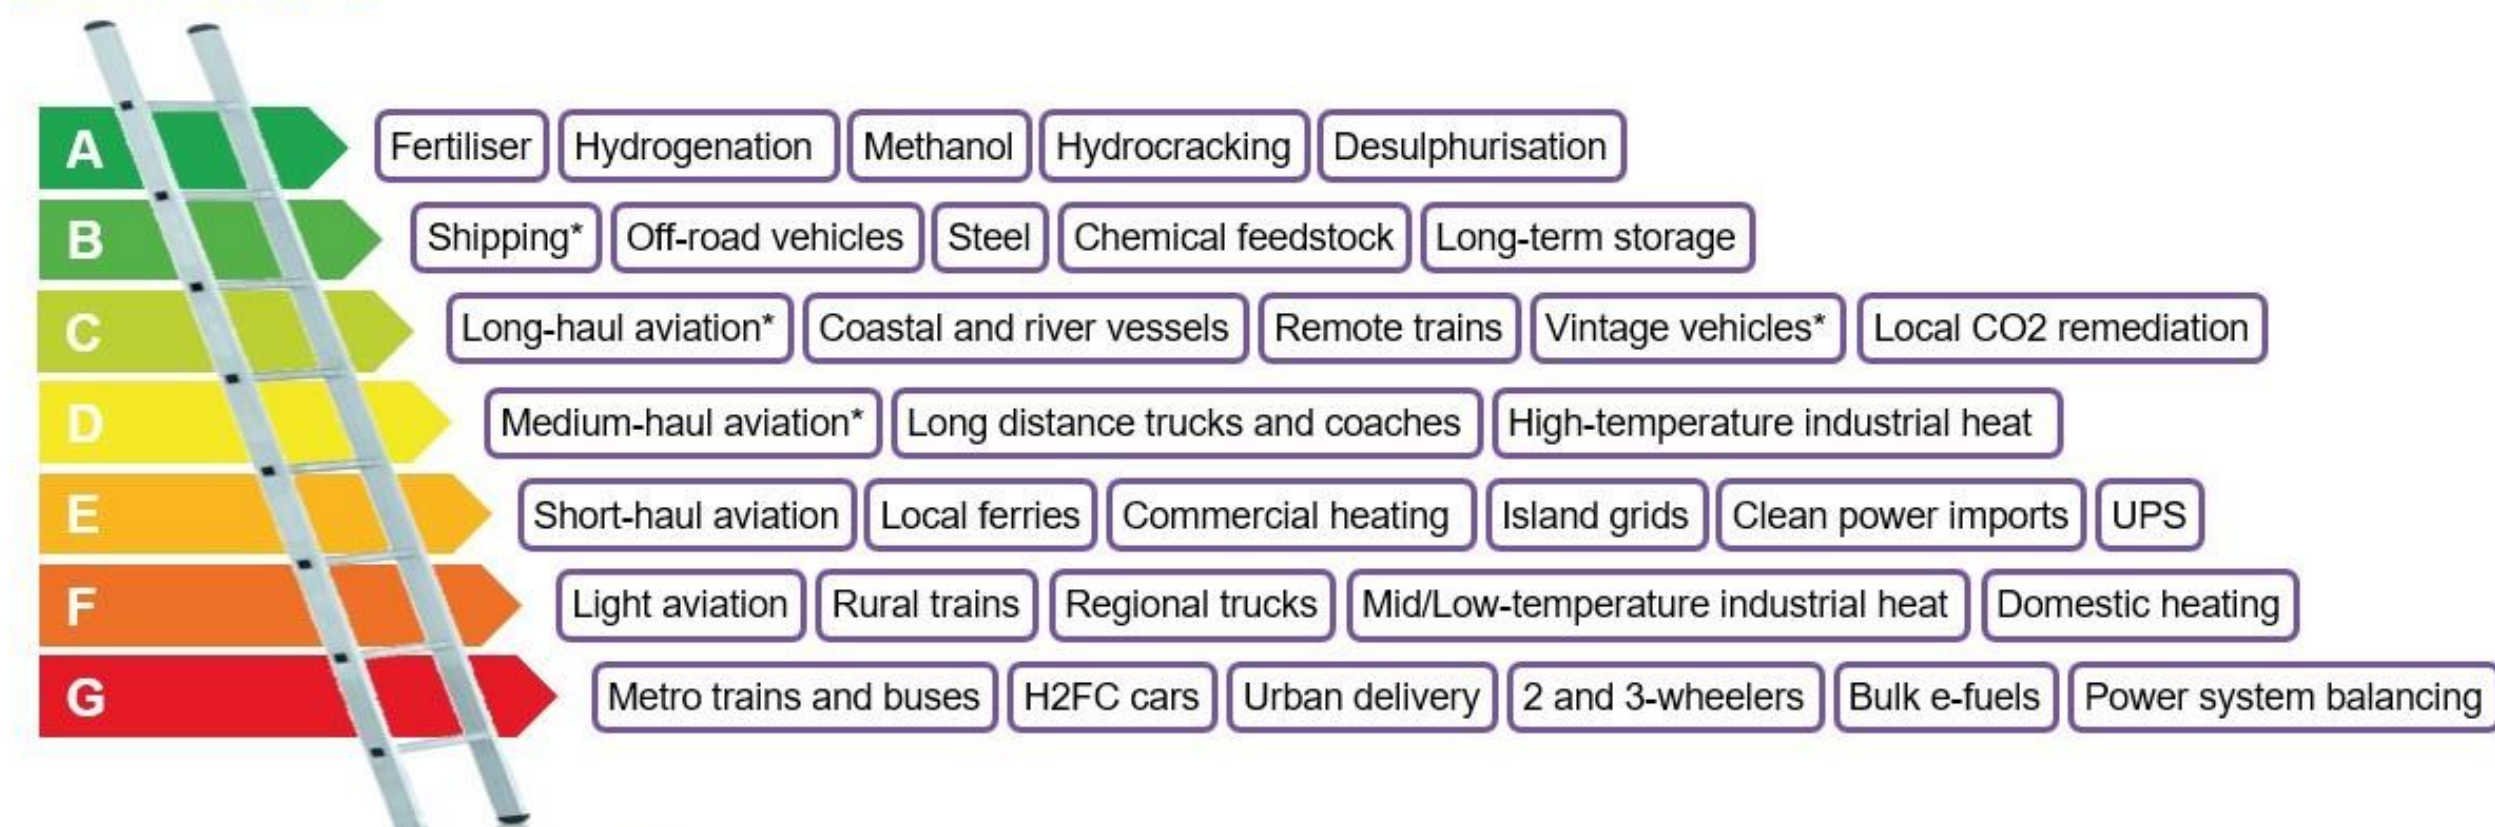 A Fertiliser Hydrogenation Methanol Hydrocracking Desulphurisation
B Shipping* Off-road vehicles Steel Chemical feedstock Long-term storage
C Long-haul aviation* Coastal and river vessels Remote trains Vintage vehicles* Local CO2 remediation
D Medium-haul aviation* Long distance trucks and coaches High-temperature industrial heat
E Short-haul aviation Local ferries Commercial heating Island grids Clean power imports UPS
F Light aviation Rural trains Regional trucks Mid/Low-temperature industrial heat Domestic heating
G Metro trains and buses H2FC cars Urban delivery 2 and 3-wheelers Bulk e-fuels Power system balancing